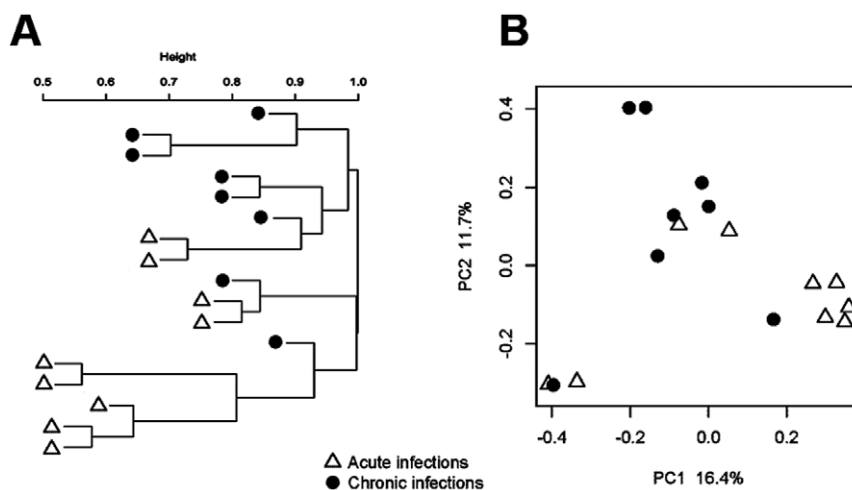 A
B
Height
0.5 0.6 0.7 0.8 0.9 1.0
0.4
0.2
0.0
-0.2
PC2 11.7%
-0.4 -0.2 0.0 0.2
PC1 16.4%
Acute infections
Chronic infections